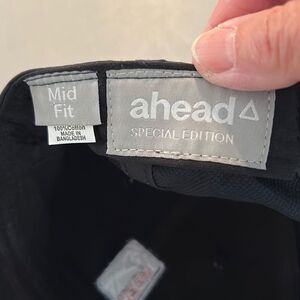 Mid
Fit
100% Cotton
MADE IN
BANGLADESH
ahead
SPECIAL EDITION